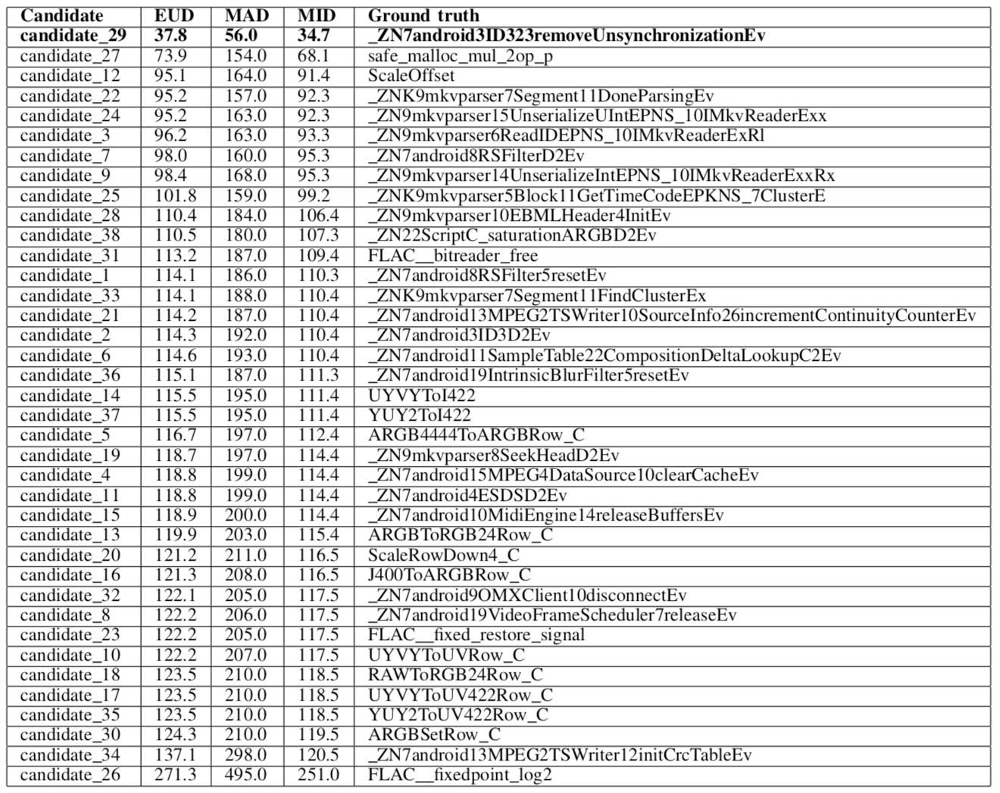 Candidate EUD MAD MID Ground truth
candidate_29 37.8 56.0 34.7 _ZN7android3ID323removeUnsynchronizationEv
candidate_27 73.9 154.0 68.1 safe_malloc_mul_2op_p
candidate_12 95.1 164.0 91.4 ScaleOffset
candidate_22 95.2 157.0 92.3 _ZNK9mkvparser7Segment11DoneParsingEv
candidate_24 95.2 163.0 92.3 _ZN9mkvparser15UnserializeUIntEPNS_10IMkvReaderExx
candidate_3 96.2 163.0 93.3 _ZN9mkvparser6ReadIDEPNS_10IMkvReaderExRl
candidate_7 98.0 160.0 95.3 _ZN7android8RSFilterD2Ev
candidate_9 98.4 168.0 95.3 _ZN9mkvparser14UnserializeIntEPNS_10IMkvReaderExxRx
candidate_25 101.8 159.0 99.2 _ZNK9mkvparser5Block11GetTimeCodeEPKNS_7ClusterE
candidate_28 110.4 184.0 106.4 _ZN9mkvparser10EBMLHeader4InitEv
candidate_38 110.5 180.0 107.3 _ZN22ScriptC_saturationARGBD2Ev
candidate_31 113.2 187.0 109.4 FLAC__bitreader_free
candidate_1 114.1 186.0 110.3 _ZN7android8RSFilter5resetEv
candidate_33 114.1 188.0 110.4 _ZNK9mkvparser7Segment11FindClusterEx
candidate_21 114.2 187.0 110.4 _ZN7android13MPEG2TSWriter10SourceInfo26incrementContinuityCounterEv
candidate_2 114.3 192.0 110.4 _ZN7android3ID3D2Ev
candidate_6 114.6 193.0 110.4 _ZN7android11SampleTable22CompositionDeltaLookupC2Ev
candidate_36 115.1 187.0 111.3 _ZN7android19IntrinsicBlurFilter5resetEv
candidate_14 115.5 195.0 111.4 UYVYToI422
candidate_37 115.5 195.0 111.4 YUY2ToI422
candidate_5 116.7 197.0 112.4 ARGB4444ToARGBRow_C
candidate_19 118.7 197.0 114.4 _ZN9mkvparser8SeekHeadD2Ev
candidate_4 118.8 199.0 114.4 _ZN7android15MPEG4DataSource10clearCacheEv
candidate_11 118.8 199.0 114.4 _ZN7android4ESDSD2Ev
candidate_15 118.9 200.0 114.4 _ZN7android10MidiEngine14releaseBuffersEv
candidate_13 119.9 203.0 115.4 ARGBToRGB24Row_C
candidate_20 121.2 211.0 116.5 ScaleRowDown4_C
candidate_16 121.3 208.0 116.5 J400ToARGBRow_C
candidate_32 122.1 205.0 117.5 _ZN7android9OMXClient10disconnectEv
candidate_8 122.2 206.0 117.5 _ZN7android19VideoFrameScheduler7releaseEv
candidate_23 122.2 205.0 117.5 FLAC__fixed_restore_signal
candidate_10 122.2 207.0 117.5 UYVYToUVRow_C
candidate_18 123.5 210.0 118.5 RAWToRGB24Row_C
candidate_17 123.5 210.0 118.5 UYVYToUV422Row_C
candidate_35 123.5 210.0 118.5 YUY2ToUV422Row_C
candidate_30 124.3 210.0 119.5 ARGBSetRow_C
candidate_34 137.1 298.0 120.5 _ZN7android13MPEG2TSWriter12initCrcTableEv
candidate_26 271.3 495.0 251.0 FLAC__fixedpoint_log2